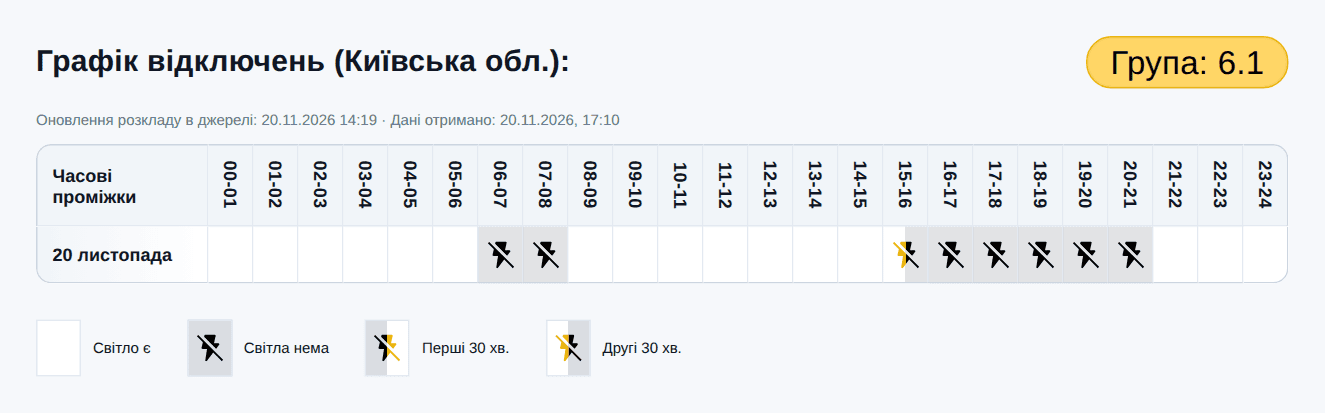 Графік відключень (Київська обл.):
Група: 6.1
Оновлення розкладу в джерелі: 20.11.2026 14:19 · Дані отримано: 20.11.2026, 17:10
Часові
проміжки
00-01
01-02
02-03
03-04
04-05
05-06
06-07
07-08
08-09
09-10
10-11
11-12
12-13
13-14
14-15
15-16
16-17
17-18
18-19
19-20
20-21
21-22
22-23
23-24
20 листопада
Світло є
Світла нема
Перші 30 хв.
Другі 30 хв.